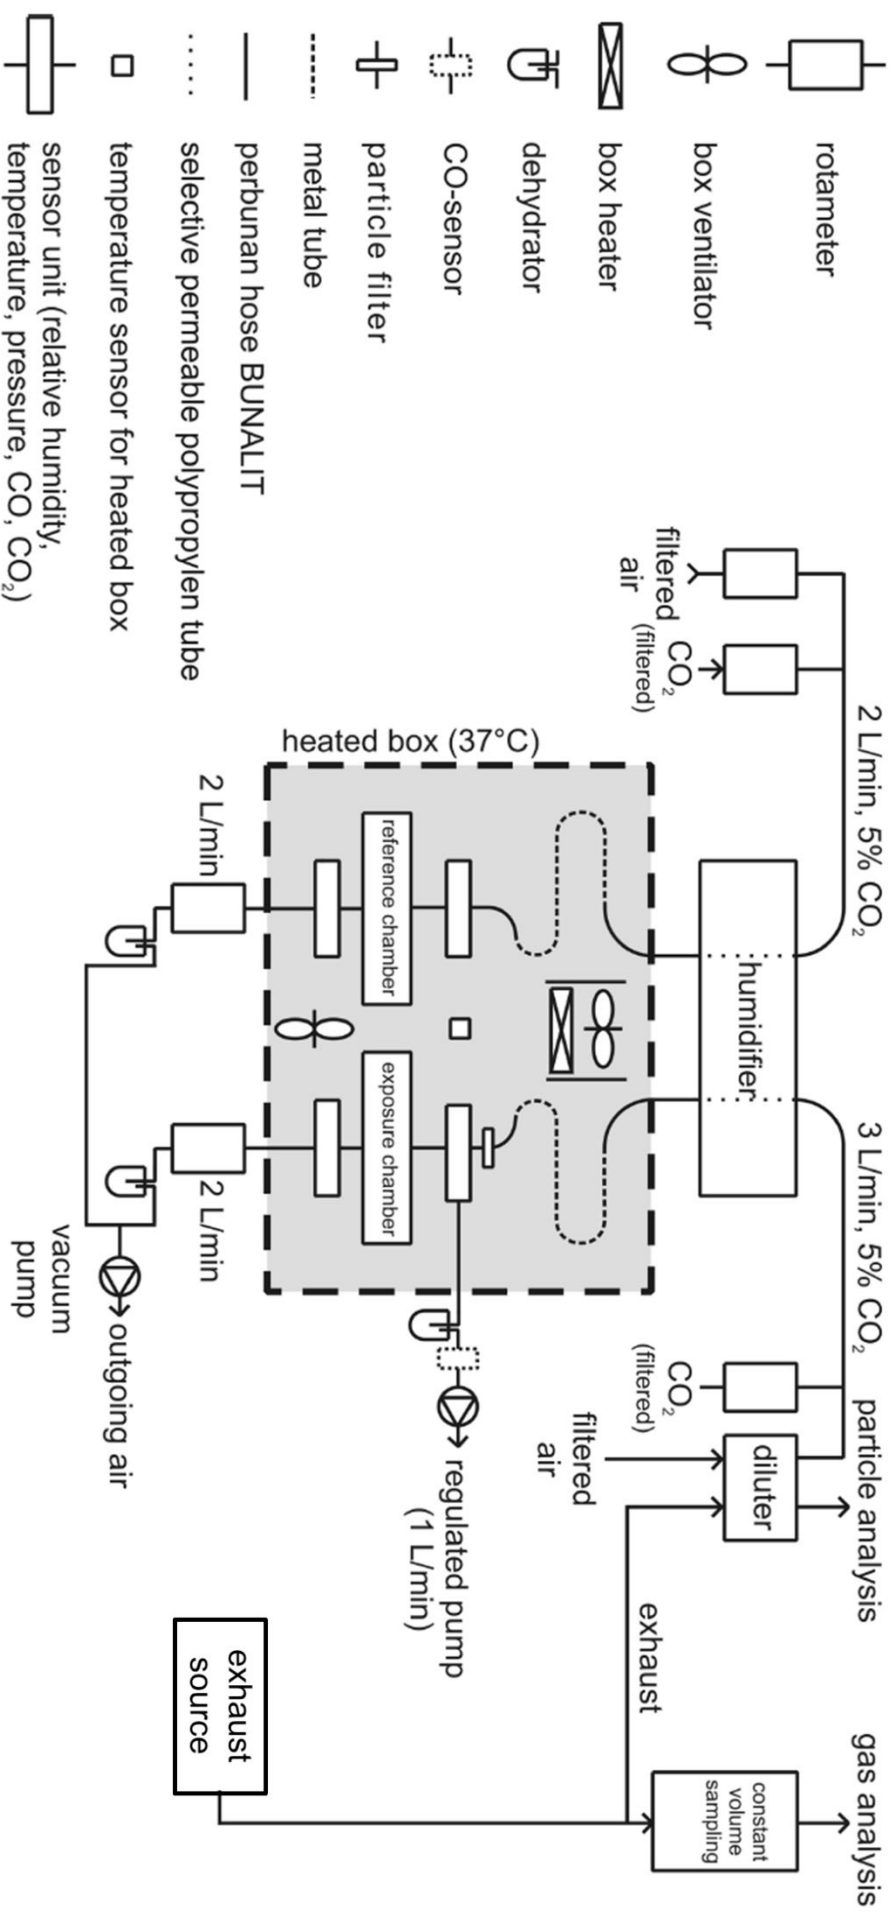 2 L/min, 5% CO₂
3 L/min, 5% CO₂
particle analysis
gas analysis
filtered
air
CO₂
(filtered)
humidifier
CO₂
(filtered)
diluter
filtered
air
exhaust
constant
volume
sampling
heated box (37°C)
reference chamber
exposure chamber
regulated pump
(1 L/min)
exhaust
source
2 L/min
2 L/min
vacuum
pump
outgoing air
rotameter
box ventilator
box heater
dehydrator
CO-sensor
particle filter
metal tube
perbunan hose BUNALIT
selective permeable polypropylen tube
temperature sensor for heated box
sensor unit (relative humidity,
temperature, pressure, CO, CO₂)